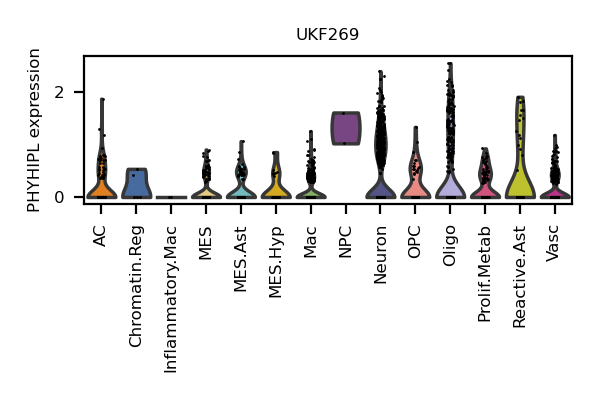 UKF269
PHYHIPL expression
2
0
AC
Chromatin.Reg
Inflammatory.Mac
MES
MES.Ast
MES.Hyp
Mac
NPC
Neuron
OPC
Oligo
Prolif.Metab
Reactive.Ast
Vasc